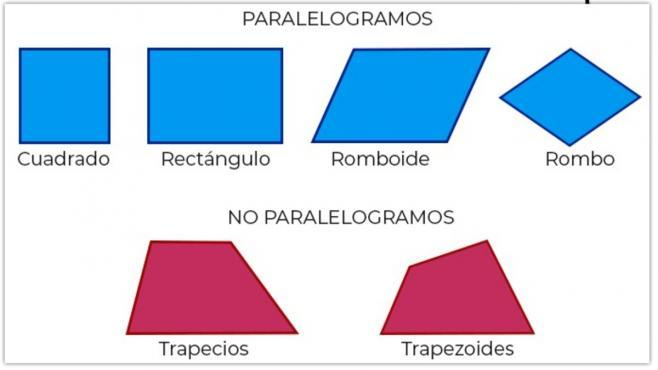 PARALELOGRAMOS
Cuadrado Rectángulo Romboide Rombo
NO PARALELOGRAMOS
Trapecios Trapezoides